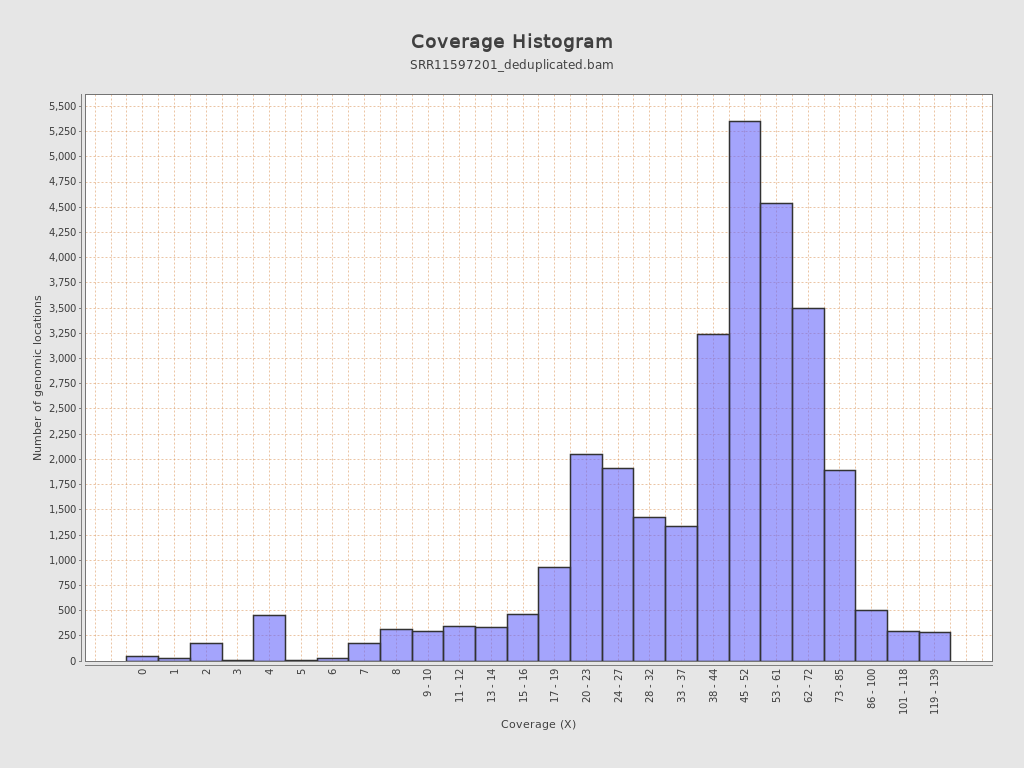 Coverage Histogram
SRR11597201_deduplicated.bam
Number of genomic locations
5,500
5,250
5,000
4,750
4,500
4,250
4,000
3,750
3,500
3,250
3,000
2,750
2,500
2,250
2,000
1,750
1,500
1,250
1,000
750
500
250
0
0
1
2
3
4
5
6
7
8
9 - 10
11 - 12
13 - 14
15 - 16
17 - 19
20 - 23
24 - 27
28 - 32
33 - 37
38 - 44
45 - 52
53 - 61
62 - 72
73 - 85
86 - 100
101 - 118
119 - 139
Coverage (X)